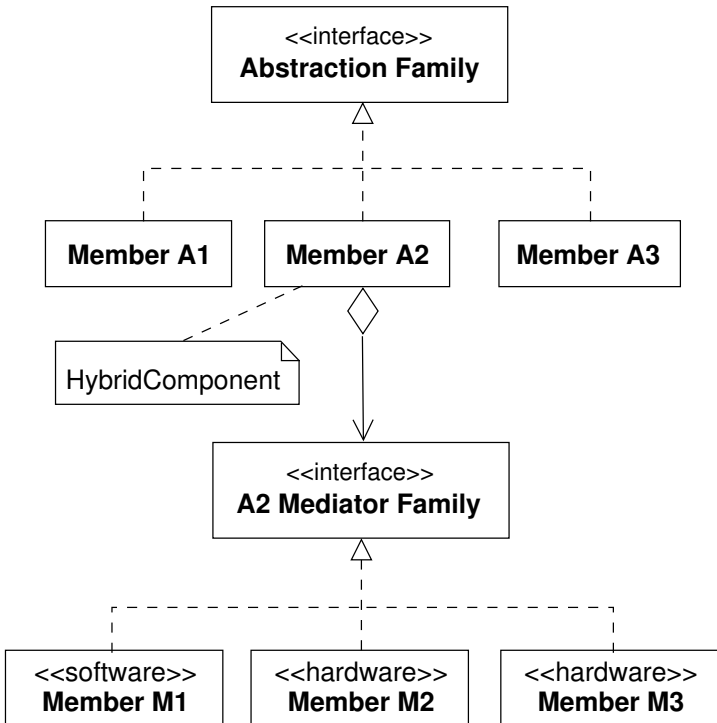 <<interface>>
Abstraction Family
Member A1
Member A2
Member A3
HybridComponent
<<interface>>
A2 Mediator Family
<<software>>
Member M1
<<hardware>>
Member M2
<<hardware>>
Member M3